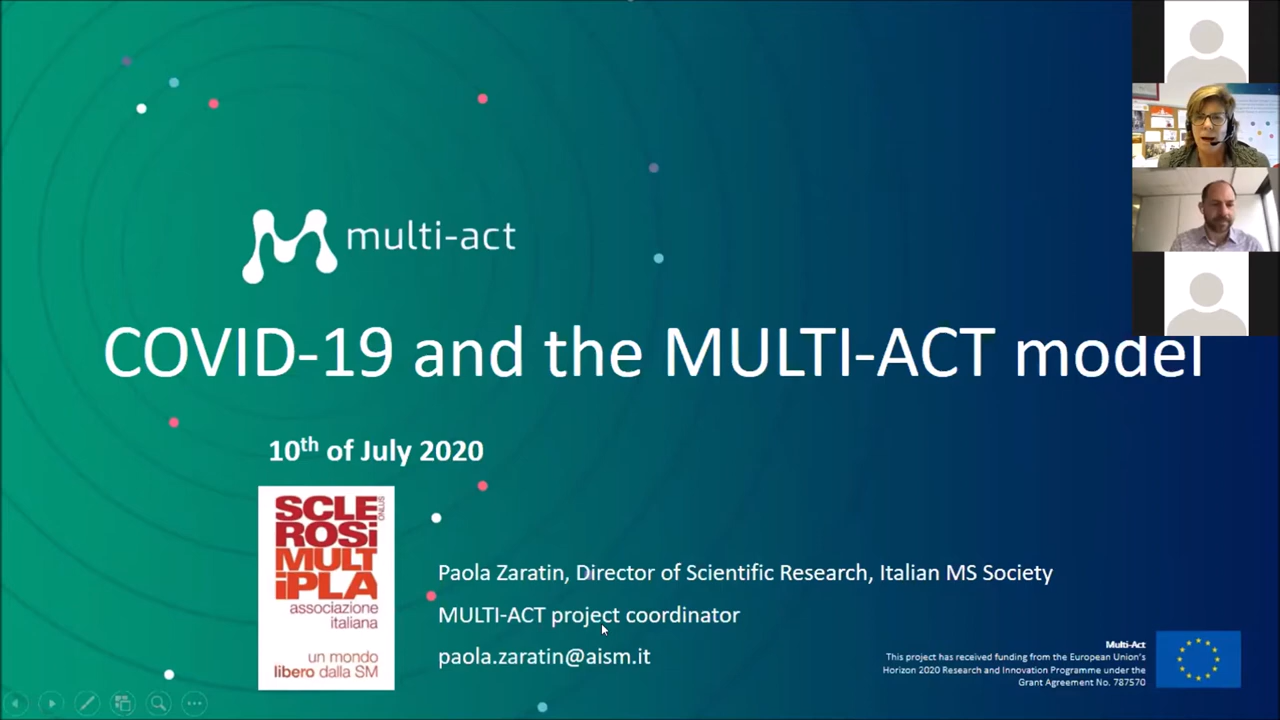 multi-act
COVID-19 and the MULTI-ACT model
10th of July 2020
SCLE
ROSi
MULT
iPLA
ONLUS
associazione
italiana
un mondo
libero dalla SM
Paola Zaratin, Director of Scientific Research, Italian MS Society
MULTI-ACT project coordinator
paola.zaratin@aism.it
Multi-Act
This project has received funding from the European Union's
Horizon 2020 Research and Innovation Programme under the
Grant Agreement No. 787570